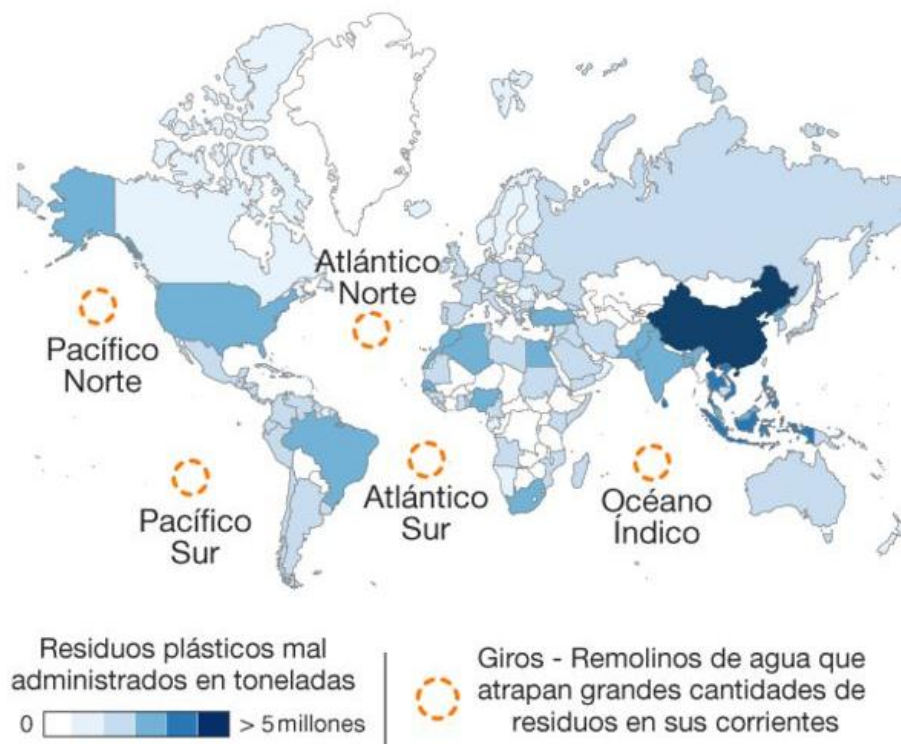 Atlántico
Norte
Pacífico
Norte
Pacífico
Sur
Atlántico
Sur
Océano
Índico
Residuos plásticos mal
administrados en toneladas
0 > 5 millones
Giros - Remolinos de agua que
atrapan grandes cantidades de
residuos en sus corrientes